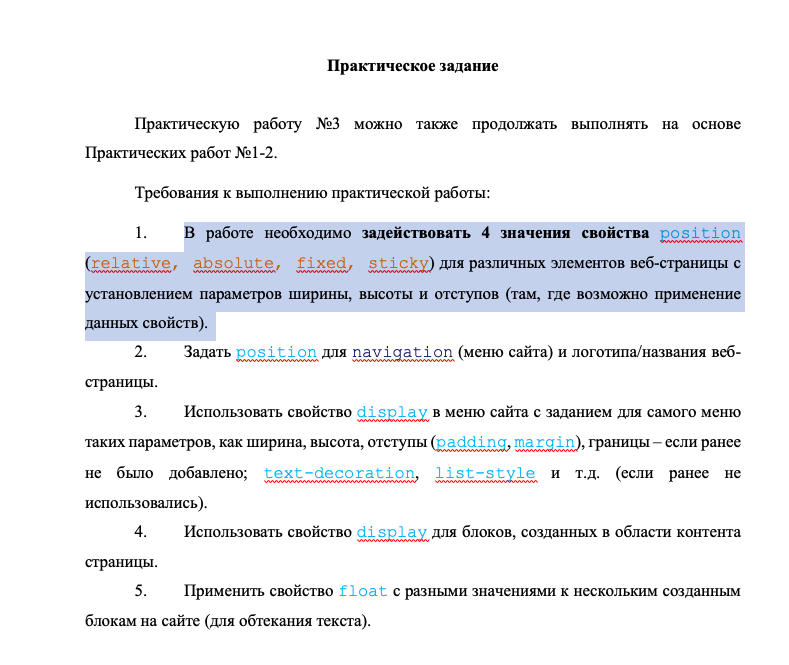 Практическое задание
Практическую работу №3 можно также продолжать выполнять на основе
Практических работ №1-2.
Требования к выполнению практической работы:
1. В работе необходимо задействовать 4 значения свойства position
(relative, absolute, fixed, sticky) для различных элементов веб-страницы с
установлением параметров ширины, высоты и отступов (там, где возможно применение
данных свойств).
2. Задать position для navigation (меню сайта) и логотипа/названия веб-
страницы.
3. Использовать свойство display в меню сайта с заданием для самого меню
таких параметров, как ширина, высота, отступы (padding, margin), границы – если ранее
не было добавлено; text-decoration, list-style и т.д. (если ранее не
использовались).
4. Использовать свойство display для блоков, созданных в области контента
страницы.
5. Применить свойство float с разными значениями к нескольким созданным
блокам на сайте (для обтекания текста).